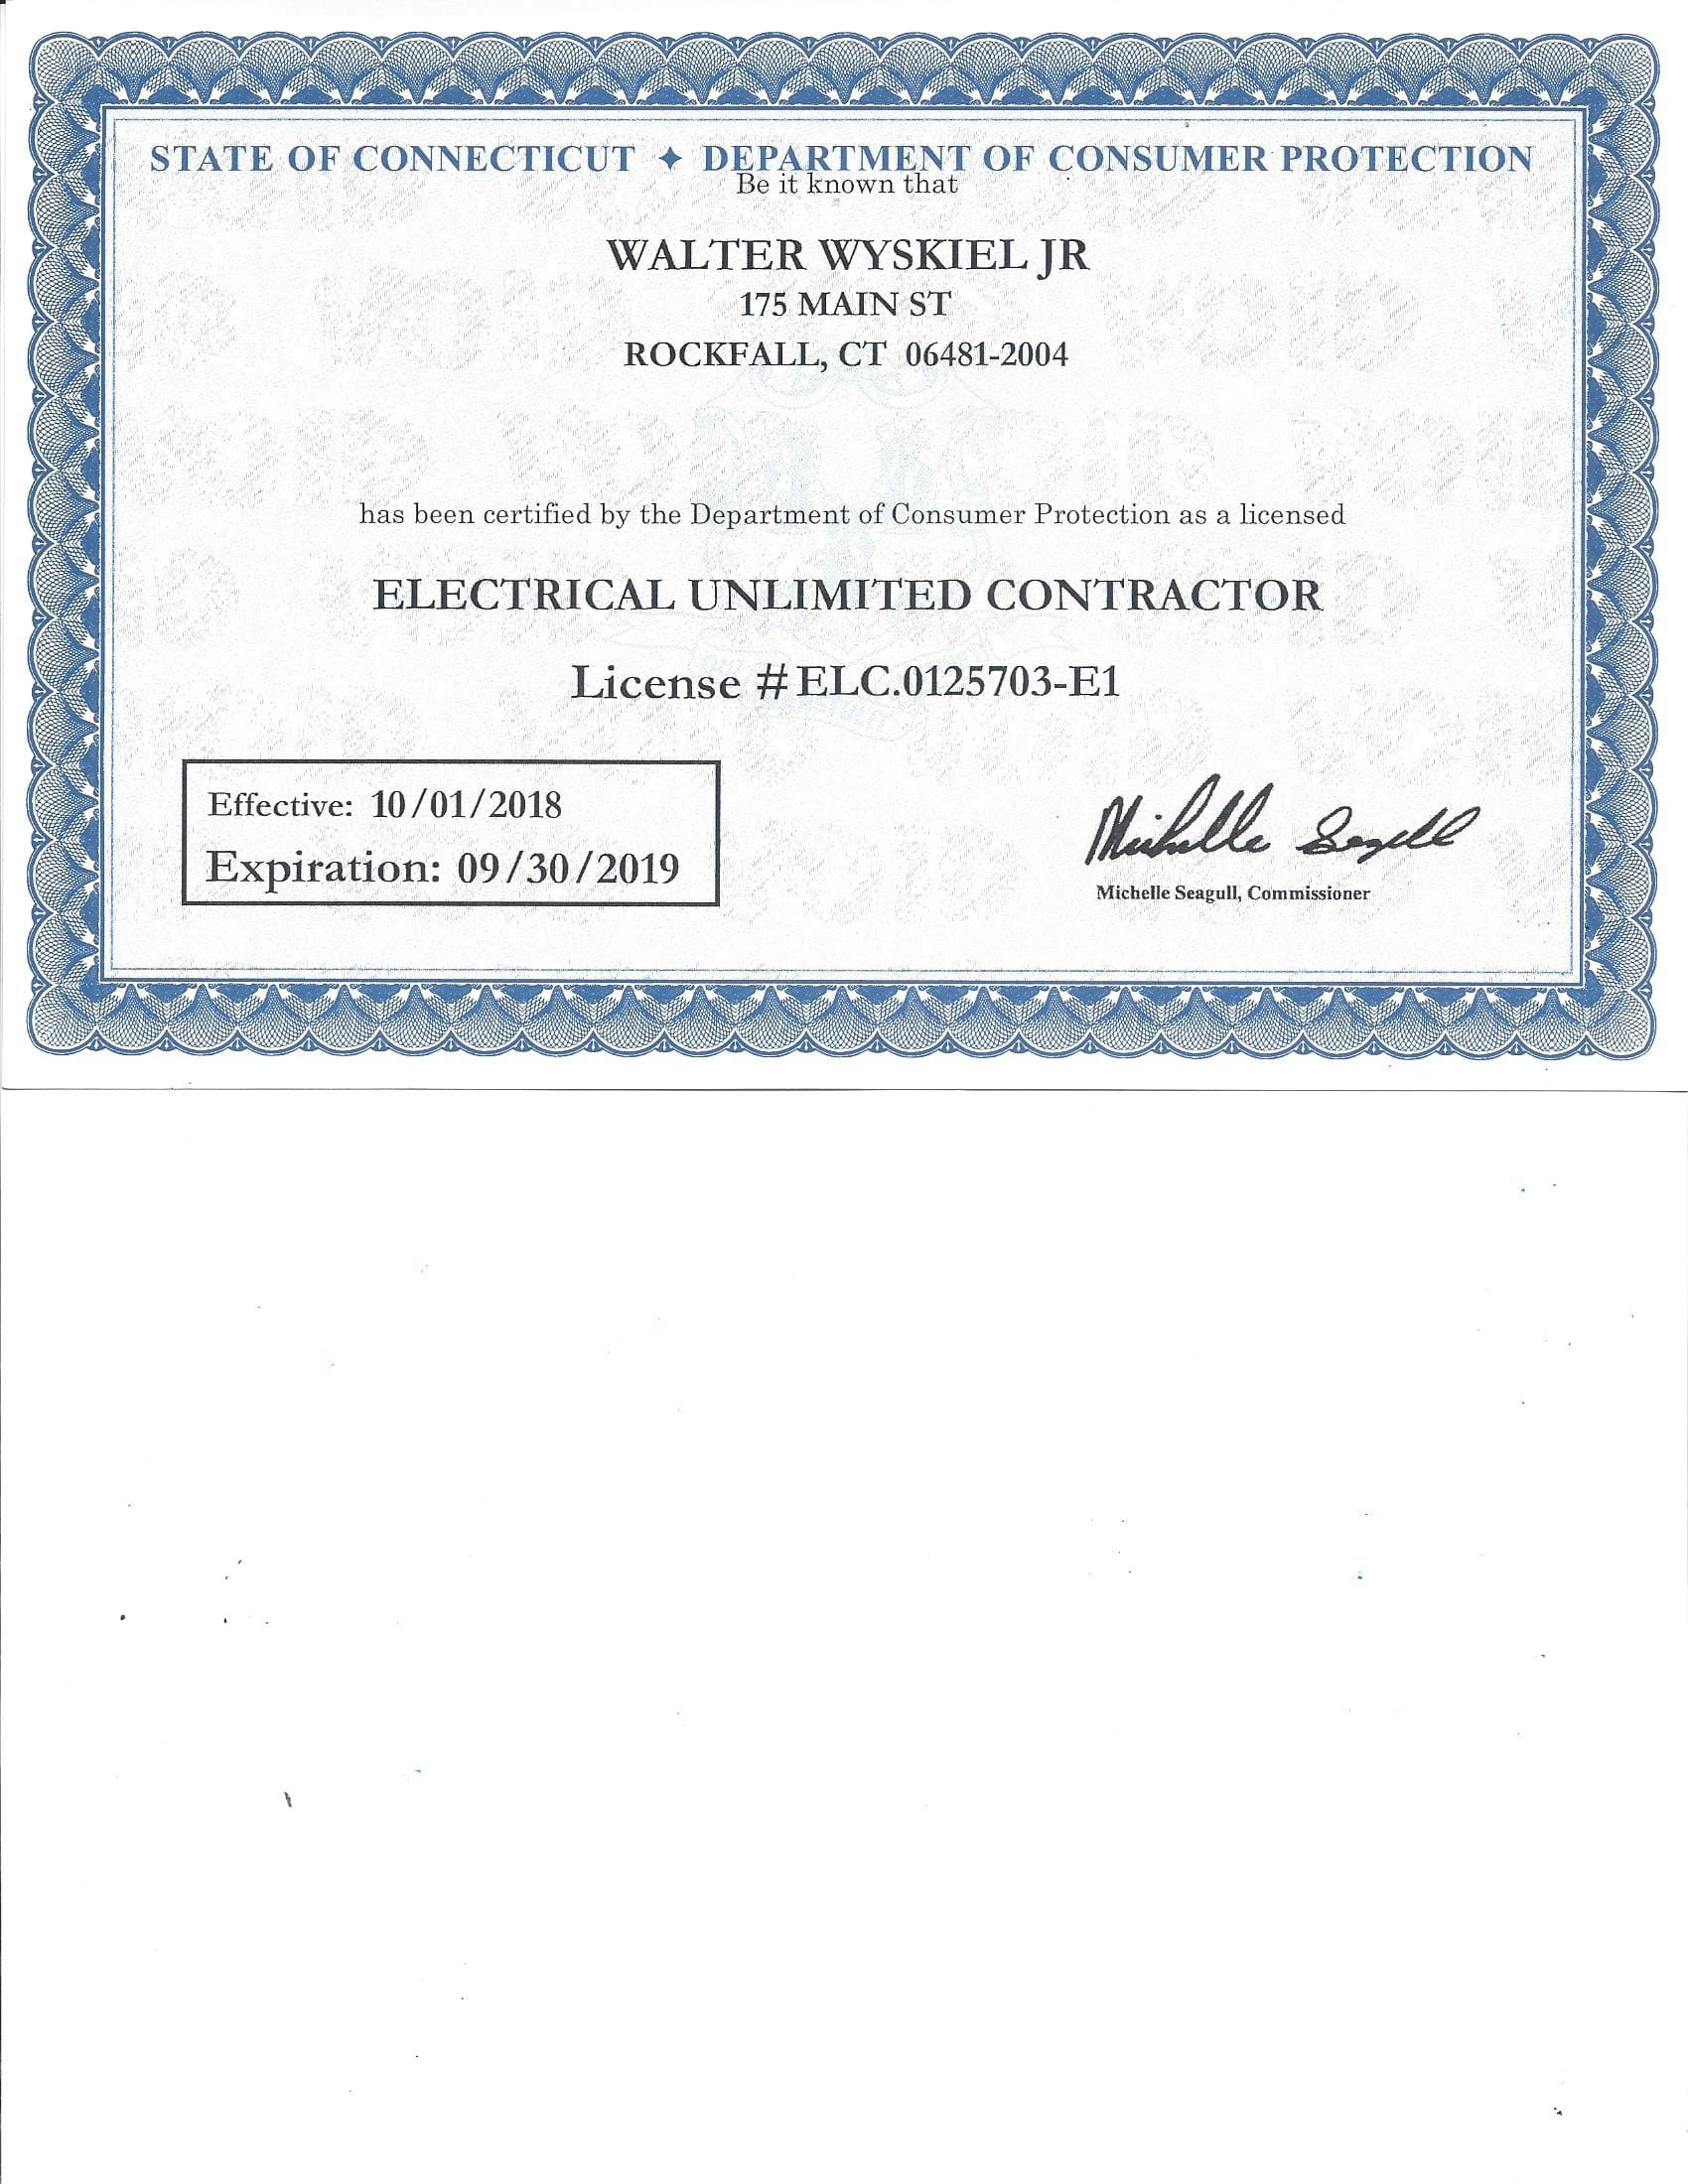 STATE OF CONNECTICUT ✦ DEPARTMENT OF CONSUMER PROTECTION
Be it known that
WALTER WYSKIEL JR
175 MAIN ST
ROCKFALL, CT 06481-2004
has been certified by the Department of Consumer Protection as a licensed
ELECTRICAL UNLIMITED CONTRACTOR
License # ELC.0125703-E1
Effective: 10/01/2018
Expiration: 09/30/2019
Michelle Seagull
Michelle Seagull, Commissioner